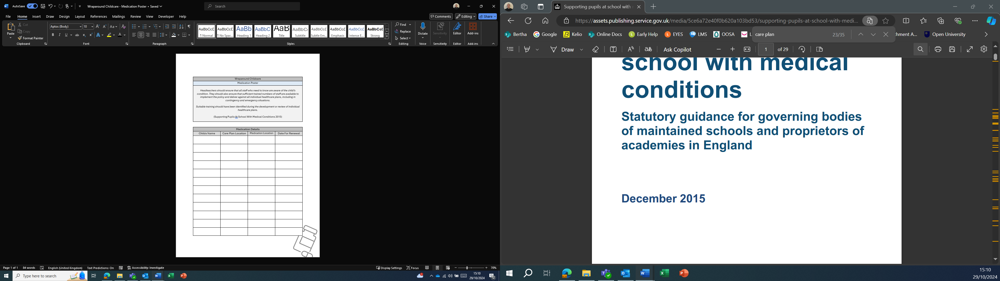 AutoSave
Wraparound Childcare - Medication Poster • Saved
Search
File Home Insert Draw Design Layout References Mailings Review View Developer Help
Comments Editing Share
Paste
Cut
Copy
Format Painter
Clipboard
Aptos (Body) 10
Font
Paragraph
AaBbCcD AaBbCcD AaBb AaBbC AaB AaBbC AaBbCcD AaBbCcD AaBbCcD AaBbCcD
¶ Normal ¶ No Spac... Heading 1 Heading 2 Title Subtitle Subtle Em... Emphasis Intense E... Strong
Styles
Find
Replace
Select
Editing
Dictate
Voice
Sensitivity
Sensitivity
Editor
Editor
Add-ins
Add-ins
Wraparound Childcare
Medication Poster
Headteachers should ensure that all staff who need to know are aware of the child's
condition. They should also ensure that sufficient trained numbers of staff are available to
implement the policy and deliver against all individual healthcare plans, including in
contingency and emergency situations.
Suitable training should have been identified during the development or review of individual
healthcare plans.
(Supporting Pupils At School With Medical Conditions 2015)
Medication Details
Childs Name Care Plan Location Medication Location Date For Renewal
Page 1 of 1 84 words English (United Kingdom) Text Predictions: On Accessibility: Investigate
Display Settings Focus 70%
Type here to search
15:10
29/10/2024
12
Supporting pupils at school with
https://assets.publishing.service.gov.uk/media/5ce6a72e40f0b620a103bd53/supporting-pupils-at-school-with-medi...
Bertha Google Kelio Online Docs Early Help EYES LMS OOSA L
care plan 23/35
:hment A... Open University
Draw
Ask Copilot
1 of 29
school with medical
conditions
Statutory guidance for governing bodies
of maintained schools and proprietors of
academies in England
December 2015
15:10
29/10/2024